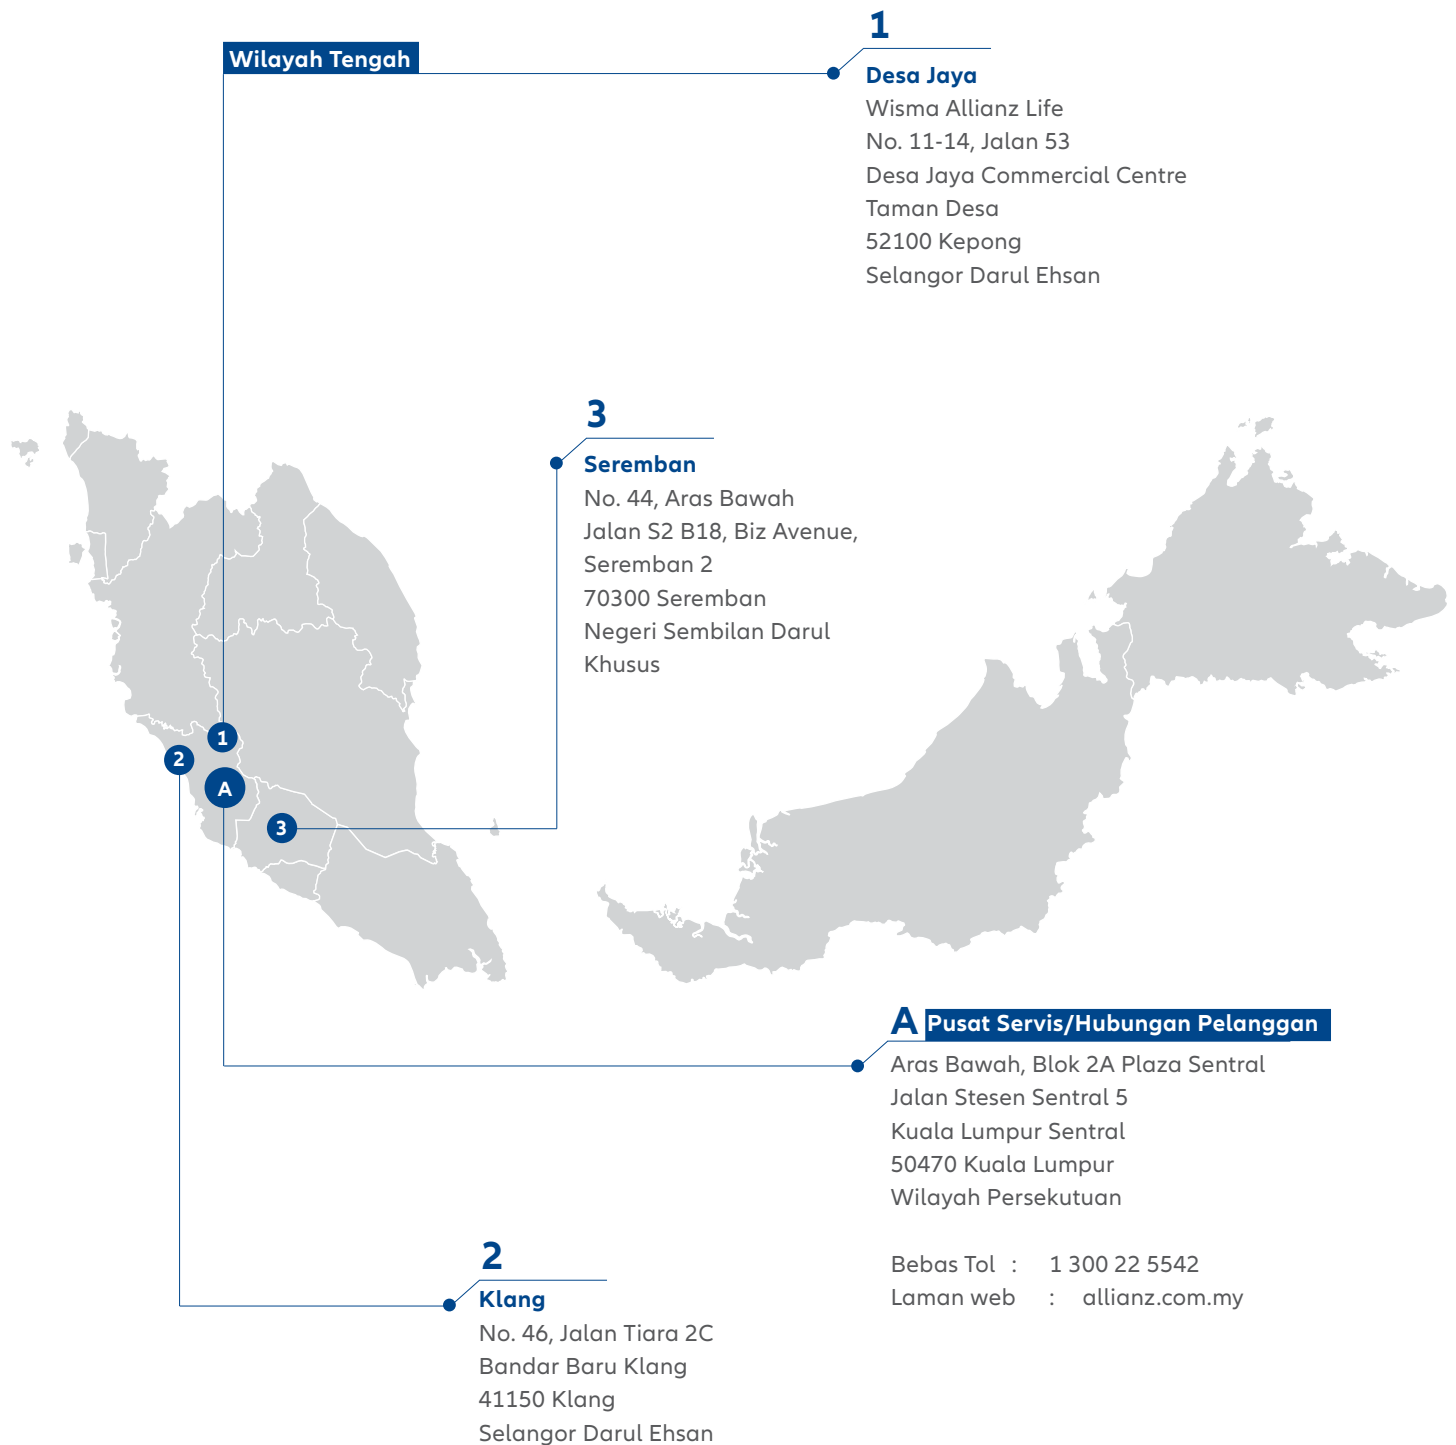 Wilayah Tengah
1
Desa Jaya
Wisma Allianz Life
No. 11-14, Jalan 53
Desa Jaya Commercial Centre
Taman Desa
52100 Kepong
Selangor Darul Ehsan
3
Seremban
No. 44, Aras Bawah
Jalan S2 B18, Biz Avenue,
Seremban 2
70300 Seremban
Negeri Sembilan Darul
Khusus
1
2
A
3
A Pusat Servis/Hubungan Pelanggan
Aras Bawah, Blok 2A Plaza Sentral
Jalan Stesen Sentral 5
Kuala Lumpur Sentral
50470 Kuala Lumpur
Wilayah Persekutuan
Bebas Tol : 1 300 22 5542
Laman web : allianz.com.my
2
Klang
No. 46, Jalan Tiara 2C
Bandar Baru Klang
41150 Klang
Selangor Darul Ehsan